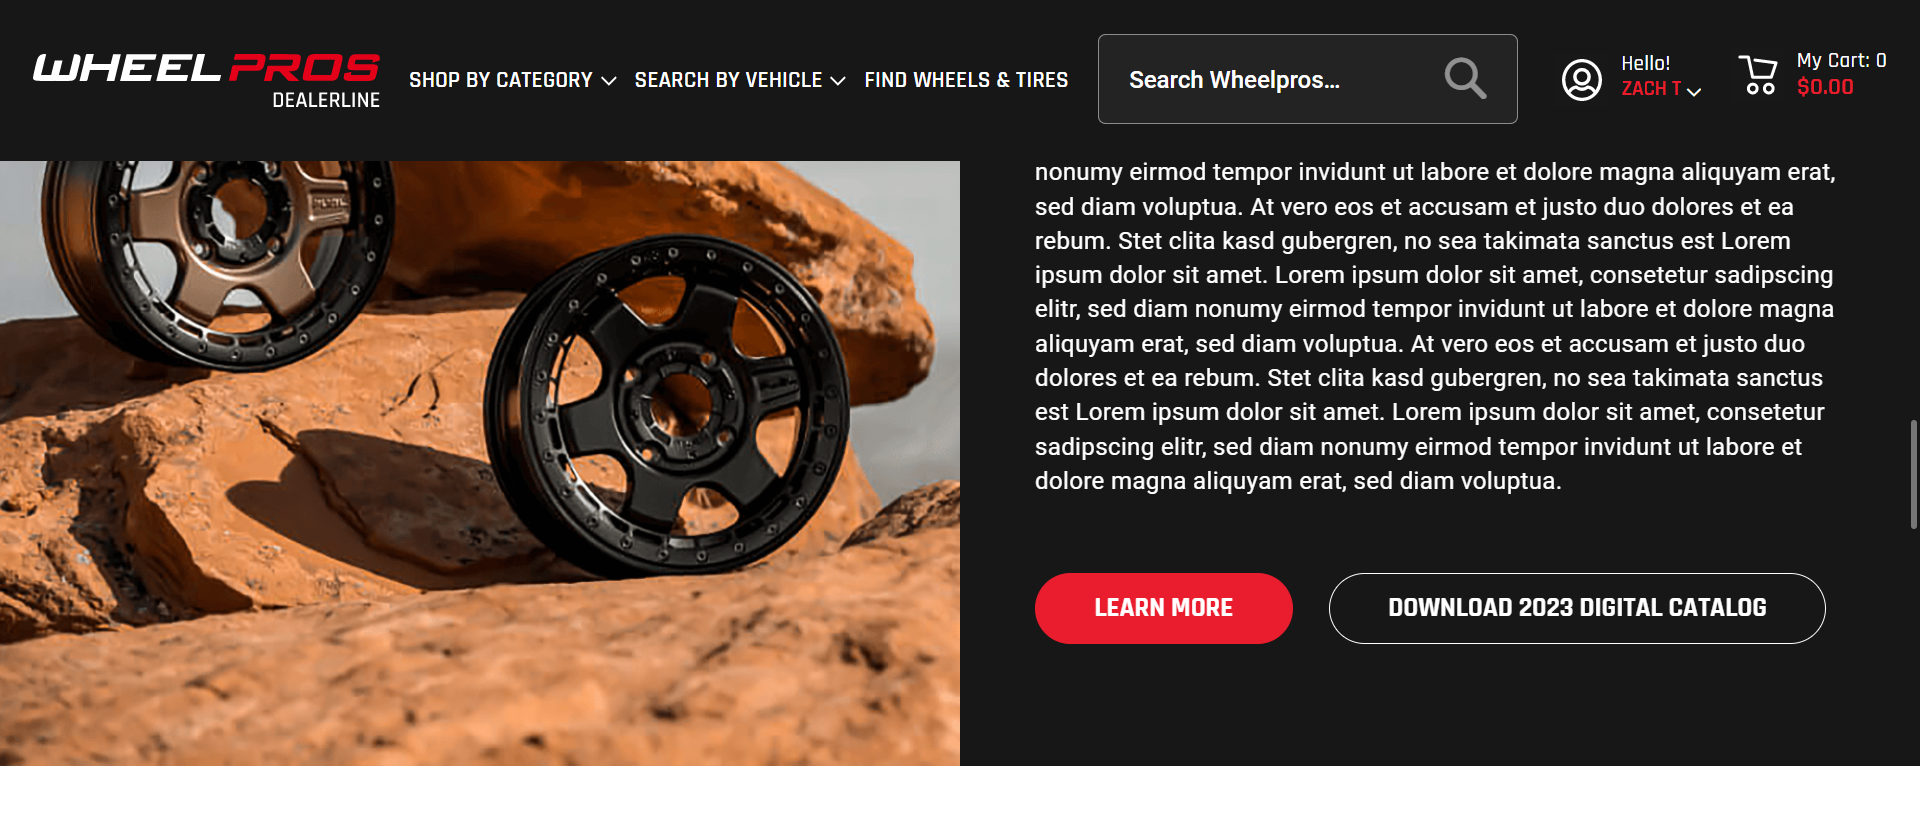 WHEEL PROS
DEALERLINE
SHOP BY CATEGORY
SEARCH BY VEHICLE
FIND WHEELS & TIRES
Search Wheelpros...
Hello!
ZACH T
My Cart: 0
$0.00
nonumy eirmod tempor invidunt ut labore et dolore magna aliquyam erat,
sed diam voluptua. At vero eos et accusam et justo duo dolores et ea
rebum. Stet clita kasd gubergren, no sea takimata sanctus est Lorem
ipsum dolor sit amet. Lorem ipsum dolor sit amet, consetetur sadipscing
elitr, sed diam nonumy eirmod tempor invidunt ut labore et dolore magna
aliquyam erat, sed diam voluptua. At vero eos et accusam et justo duo
dolores et ea rebum. Stet clita kasd gubergren, no sea takimata sanctus
est Lorem ipsum dolor sit amet. Lorem ipsum dolor sit amet, consetetur
sadipscing elitr, sed diam nonumy eirmod tempor invidunt ut labore et
dolore magna aliquyam erat, sed diam voluptua.
LEARN MORE
DOWNLOAD 2023 DIGITAL CATALOG